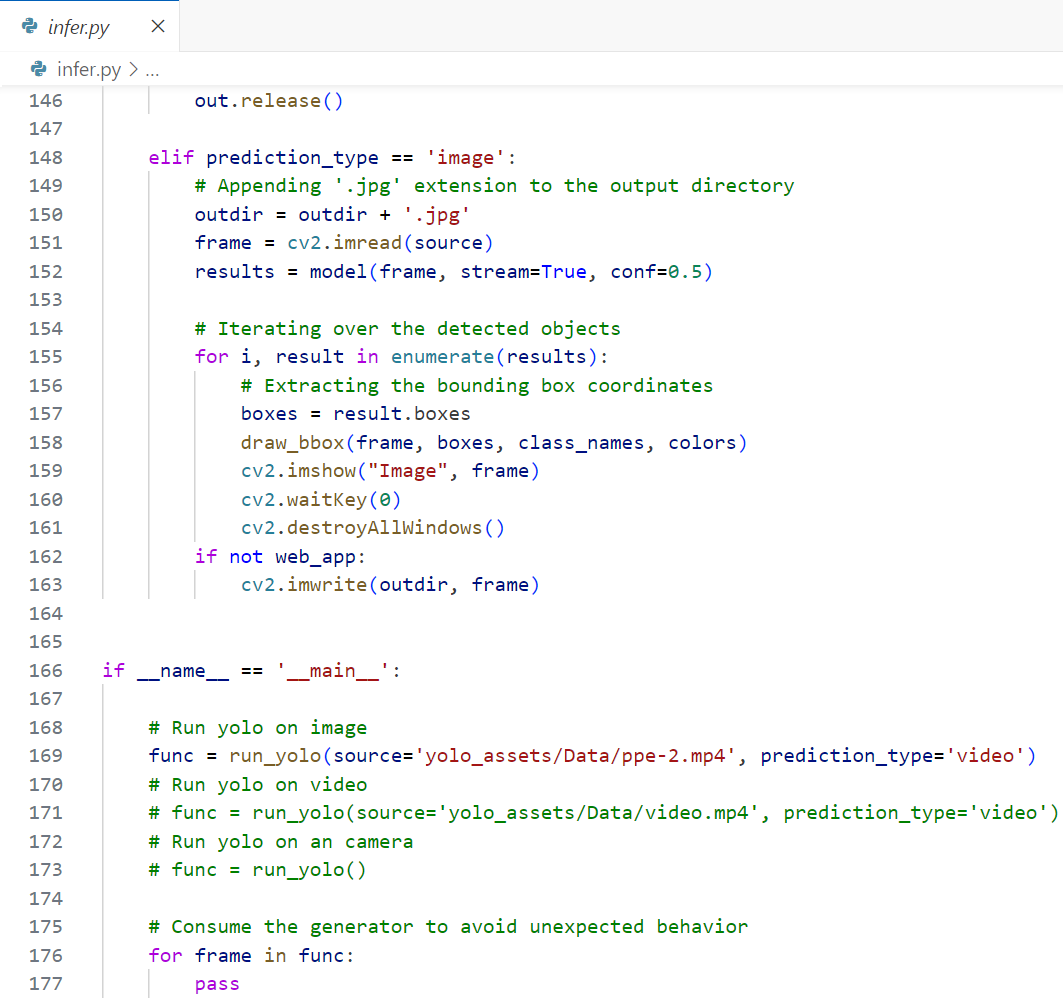 infer.py
infer.py > ...
146 out.release()
147
148 elif prediction_type == 'image':
149 # Appending '.jpg' extension to the output directory
150 outdir = outdir + '.jpg'
151 frame = cv2.imread(source)
152 results = model(frame, stream=True, conf=0.5)
153
154 # Iterating over the detected objects
155 for i, result in enumerate(results):
156 # Extracting the bounding box coordinates
157 boxes = result.boxes
158 draw_bbox(frame, boxes, class_names, colors)
159 cv2.imshow("Image", frame)
160 cv2.waitKey(0)
161 cv2.destroyAllWindows()
162 if not web_app:
163 cv2.imwrite(outdir, frame)
164
165
166 if __name__ == '__main__':
167
168 # Run yolo on image
169 func = run_yolo(source='yolo_assets/Data/ppe-2.mp4', prediction_type='video')
170 # Run yolo on video
171 # func = run_yolo(source='yolo_assets/Data/video.mp4', prediction_type='video')
172 # Run yolo on an camera
173 # func = run_yolo()
174
175 # Consume the generator to avoid unexpected behavior
176 for frame in func:
177 pass